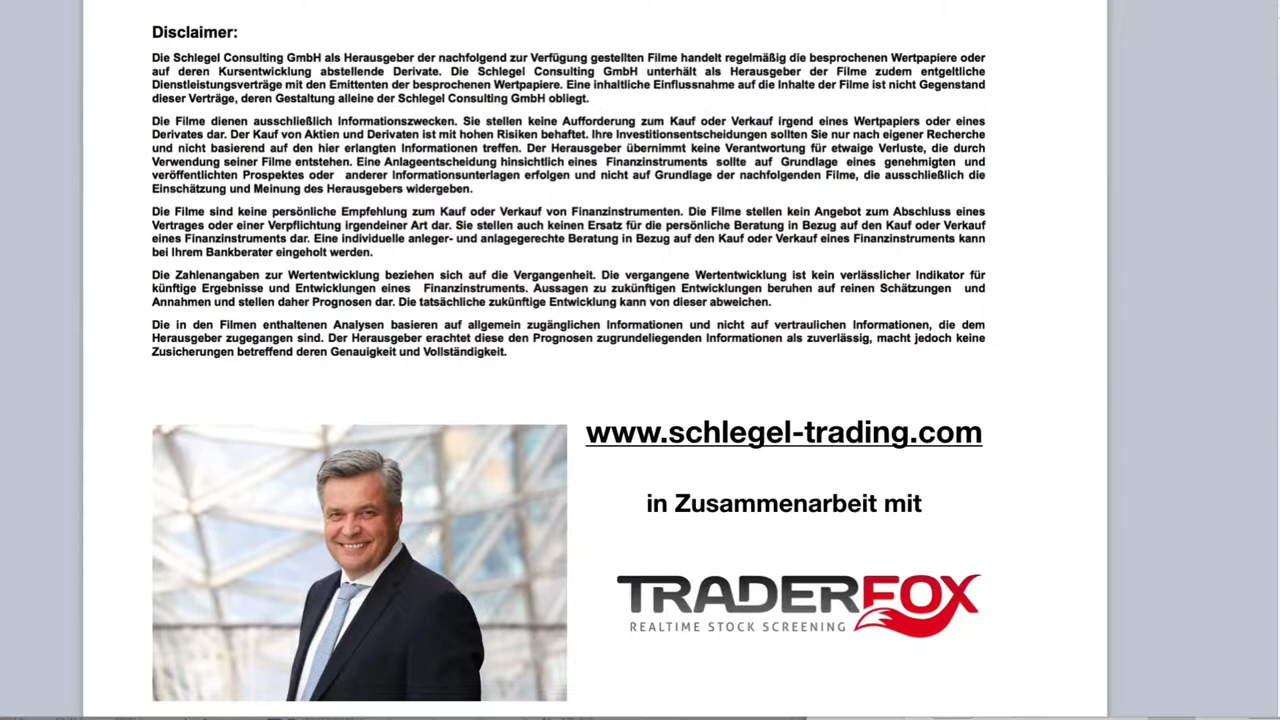 Disclaimer:
Die Schlegel Consulting GmbH als Herausgeber der nachfolgend zur Verfügung gestellten Filme handelt regelmäßig die besprochenen Wertpapiere oder
auf deren Kursentwicklung abstellende Derivate. Die Schlegel Consulting GmbH unterhält als Herausgeber der Filme zudem entgeltliche
Dienstleistungsverträge mit den Emittenten der besprochenen Wertpapiere. Eine inhaltliche Einflussnahme auf die Inhalte der Filme ist nicht Gegenstand
dieser Verträge, deren Gestaltung alleine der Schlegel Consulting GmbH obliegt.
Die Filme dienen ausschließlich Informationszwecken. Sie stellen keine Aufforderung zum Kauf oder Verkauf irgend eines Wertpapiers oder eines
Derivates dar. Der Kauf von Aktien und Derivaten ist mit hohen Risiken behaftet. Ihre Investitionsentscheidungen sollten Sie nur nach eigener Recherche
und nicht basierend auf den hier erlangten Informationen treffen. Der Herausgeber übernimmt keine Verantwortung für etwaige Verluste, die durch
Verwendung seiner Filme entstehen. Eine Anlageentscheidung hinsichtlich eines Finanzinstruments sollte auf Grundlage eines genehmigten und
veröffentlichten Prospektes oder anderer Informationsunterlagen erfolgen und nicht auf Grundlage der nachfolgenden Filme, die ausschließlich die
Einschätzung und Meinung des Herausgebers widergeben.
Die Filme sind keine persönliche Empfehlung zum Kauf oder Verkauf von Finanzinstrumenten. Die Filme stellen kein Angebot zum Abschluss eines
Vertrages oder einer Verpflichtung irgendeiner Art dar. Sie stellen auch keinen Ersatz für die persönliche Beratung in Bezug auf den Kauf oder Verkauf
eines Finanzinstruments dar. Eine individuelle anleger- und anlagegerechte Beratung in Bezug auf den Kauf oder Verkauf eines Finanzinstruments kann
bei Ihrem Bankberater eingeholt werden.
Die Zahlenangaben zur Wertentwicklung beziehen sich auf die Vergangenheit. Die vergangene Wertentwicklung ist kein verlässlicher Indikator für
künftige Ergebnisse und Entwicklungen eines Finanzinstruments. Aussagen zu zukünftigen Entwicklungen beruhen auf reinen Schätzungen und
Annahmen und stellen daher Prognosen dar. Die tatsächliche zukünftige Entwicklung kann von dieser abweichen.
Die in den Filmen enthaltenen Analysen basieren auf allgemein zugänglichen Informationen und nicht auf vertraulichen Informationen, die dem
Herausgeber zugegangen sind. Der Herausgeber erachtet diese den Prognosen zugrundeliegenden Informationen als zuverlässig, macht jedoch keine
Zusicherungen betreffend deren Genauigkeit und Vollständigkeit.
www.schlegel-trading.com
in Zusammenarbeit mit
TRADERFOX
REALTIME STOCK SCREENING